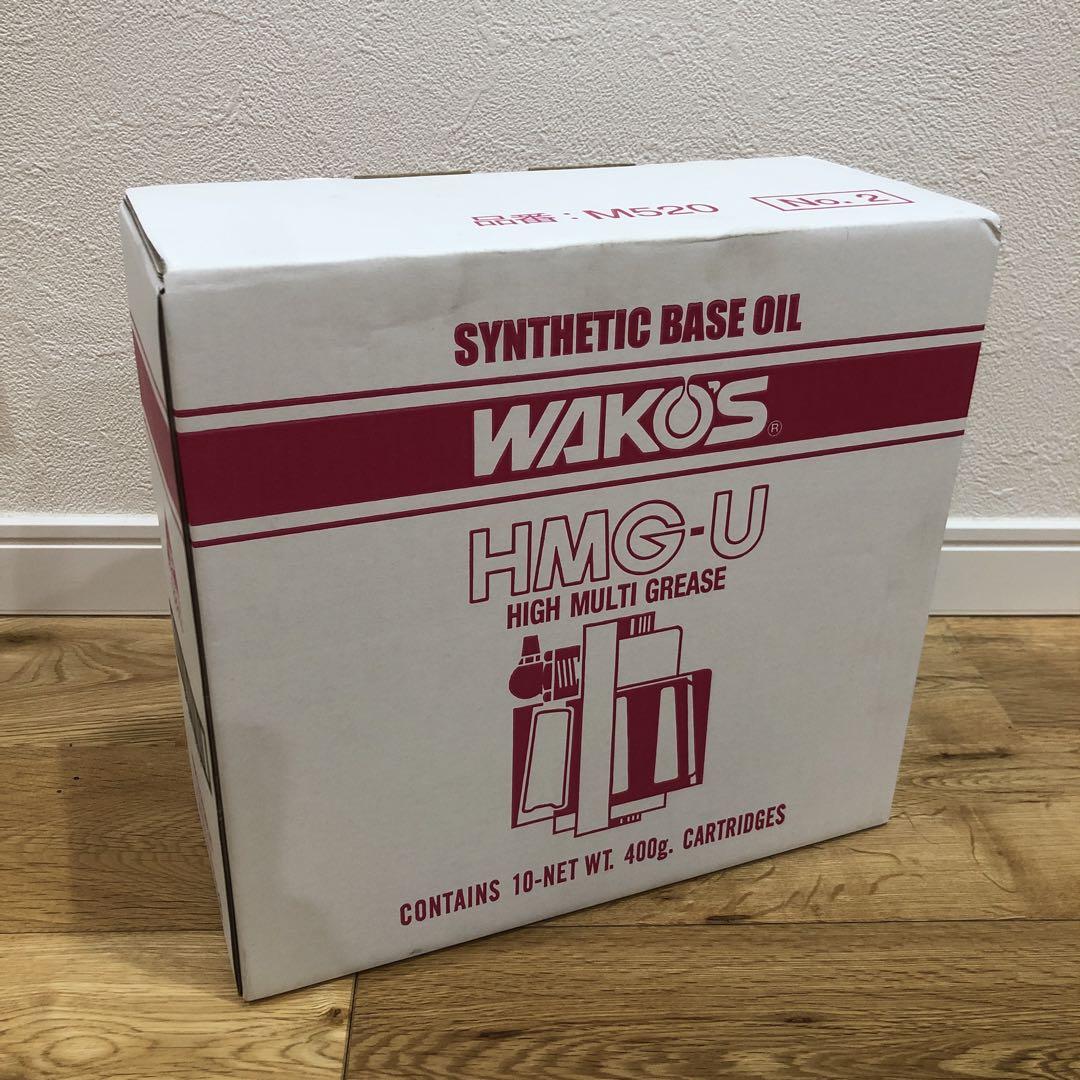 品番:M520
No.2
SYNTHETIC BASE OIL
WAKO'S®
HMG-U
HIGH MULTI GREASE
CONTAINS 10-NET WT. 400g. CARTRIDGES